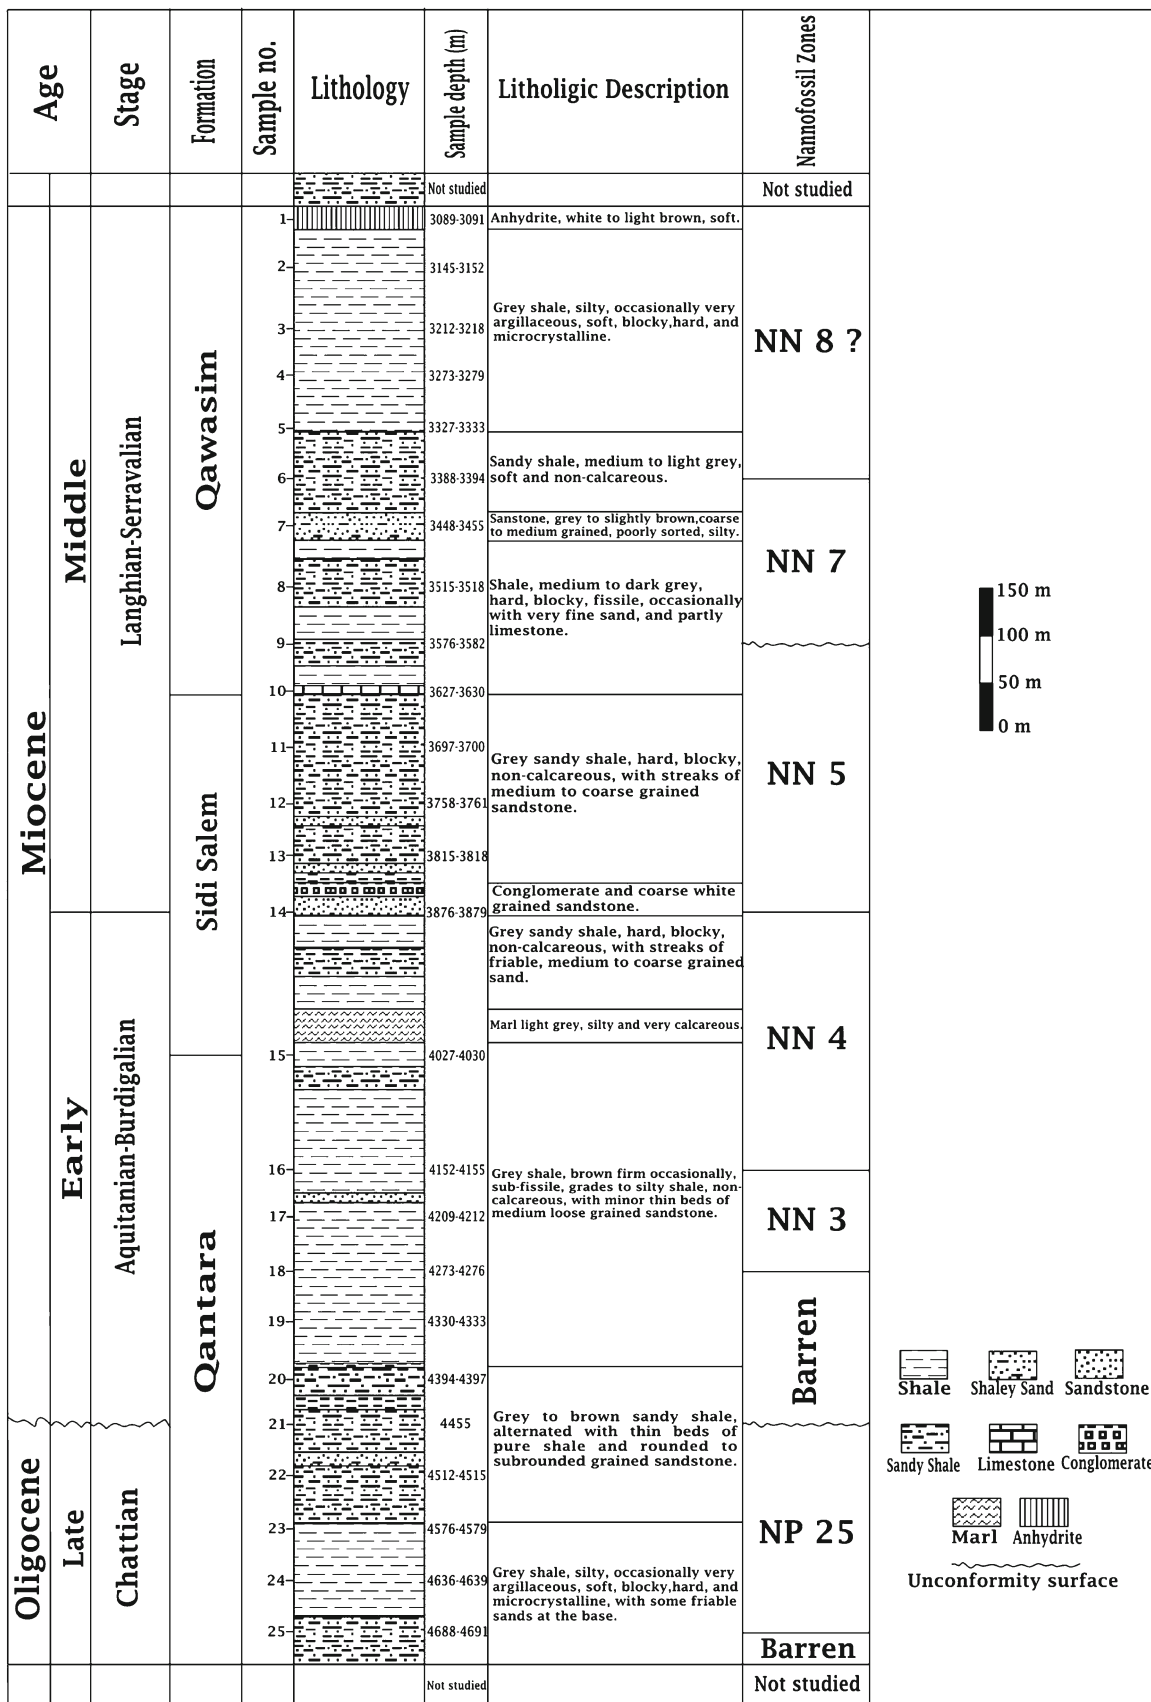 Age
Stage
Formation
Sample no.
Lithology
Sample depth (m)
Litholigic Description
Nannofossil Zones
Not studied
Not studied
Miocene
Oligocene
Middle
Early
Late
Langhian-Serravalian
Aquitanian-Burdigalian
Chattian
Qawasim
Sidi Salem
Qantara
1
2
3
4
5
6
7
8
9
10
11
12
13
14
15
16
17
18
19
20
21
22
23
24
25
3089-3091
3145-3152
3212-3218
3273-3279
3327-3333
3388-3394
3448-3455
3515-3518
3576-3582
3627-3630
3697-3700
3758-3761
3815-3818
3876-3879
4027-4030
4152-4155
4209-4212
4273-4276
4330-4333
4394-4397
4455
4512-4515
4576-4579
4636-4639
4688-4691
Not studied
Anhydrite, white to light brown, soft.
Grey shale, silty, occasionally very
argillaceous, soft, blocky,hard, and
microcrystalline.
Sandy shale, medium to light grey,
soft and non-calcareous.
Sanstone, grey to slightly brown,coarse
to medium grained, poorly sorted, silty.
Shale, medium to dark grey,
hard, blocky, fissile, occasionally
with very fine sand, and partly
limestone.
Grey sandy shale, hard, blocky,
non-calcareous, with streaks of
medium to coarse grained
sandstone.
Conglomerate and coarse white
grained sandstone.
Grey sandy shale, hard, blocky,
non-calcareous, with streaks of
friable, medium to coarse grained
sand.
Marl light grey, silty and very calcareous.
Grey shale, brown firm occasionally,
sub-fissile, grades to silty shale, non-
calcareous, with minor thin beds of
medium loose grained sandstone.
Grey to brown sandy shale,
alternated with thin beds of
pure shale and rounded to
subrounded grained sandstone.
Grey shale, silty, occasionally very
argillaceous, soft, blocky,hard, and
microcrystalline, with some friable
sands at the base.
NN 8 ?
NN 7
NN 5
NN 4
NN 3
Barren
NP 25
Barren
Not studied
150 m
100 m
50 m
0 m
Shale
Shaley Sand
Sandstone
Sandy Shale
Limestone
Conglomerate
Marl
Anhydrite
Unconformity surface